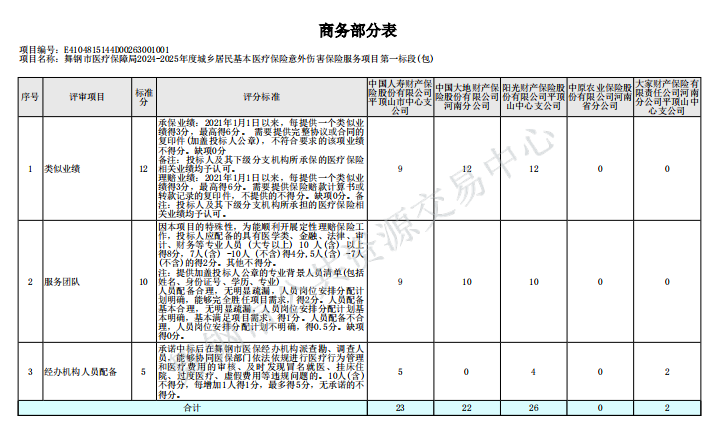 商务部分表
项目编号：E4104815144D00263001001
项目名称：舞钢市医疗保障局2024-2025年度城乡居民基本医疗保险意外伤害保险服务项目第一标段(包)
序号 评审项目 标准分 评分标准 中国人寿财产保险股份有限公司平顶山市中心支公司 中国大地财产保险股份有限公司河南分公司 阳光财产保险股份有限公司平顶山中心支公司 中原农业保险股份有限公司河南省分公司 大家财产保险有限责任公司河南分公司平顶山中心支公司
1 类似业绩 12
承保业绩：2021年1月1日以来，每提供一个类似业
绩得3分，最高得6分。 需要提供完整协议或合同的
复印件(加盖投标人公章)，不符合要求的该项业绩
不得分。缺项0分
备注：投标人及其下级分支机构所承保的医疗保险
相关业绩均予认可。
理赔业绩：2021年1月1日以来，每提供一个类似业
绩得3分，最高得6分。需要提供保险赔款计算书或
转款记录的复印件，不提供的不得分。缺项0分。备
注：投标人及其下级分支机构所承担的医疗保险相
关业绩均予认可。
9 12 12 0 0
2 服务团队 10
因本项目的特殊性，为能顺利开展定性理赔保险工
作，投标人应配备的具有医学类、金融、法律、审
计、财务等专业人员 (大专以上) 10 人(含) 以上
得8分，7人(含) -10人 (不含)得4分,5人(含) -7人
(不含)的得2分。其他不得分。
注：提供加盖投标人公章的专业背景人员清单(包括
姓名、身份证号、学历、专业)
人员配备合理，无明显疏漏，人员岗位安排分配计
划明确，能够完全胜任项目需求，得2分。人员配备
基本合理，无明显疏漏，人员岗位安排分配计划基
本明确，基本满足项目需求，得1分。人员配备不合
理，人员岗位安排分配计划不明确，得0.5分。缺项
得0分。
9 10 10 0 0
3 经办机构人员配备 5
承诺中标后在舞钢市医保经办机构派查勘、调查人
员，能够协同医保部门依法依规进行医疗行为管理
和医疗费用的审核、及时发现冒名就医、挂床住
院、过度医疗、虚假费用等违规问题的。10人(含)
不得分，每增加1人得1分，最多得5分，无承诺的不
得分。
5 0 4 0 2
合计 23 22 26 0 2